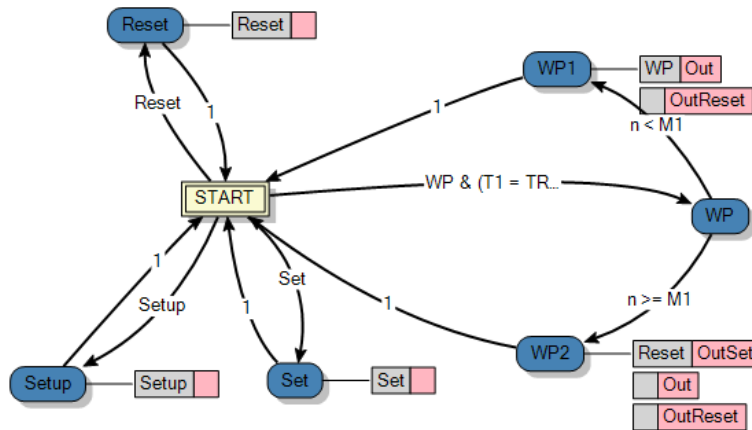 Reset
Reset
WP1
WP Out
OutReset
n < M1
Reset
1
1
START
WP & (T1 = TR...
WP
1
Setup
Set
1
1
n >= M1
WP2
Reset OutSet
Out
OutReset
Setup
Setup
Set
Set